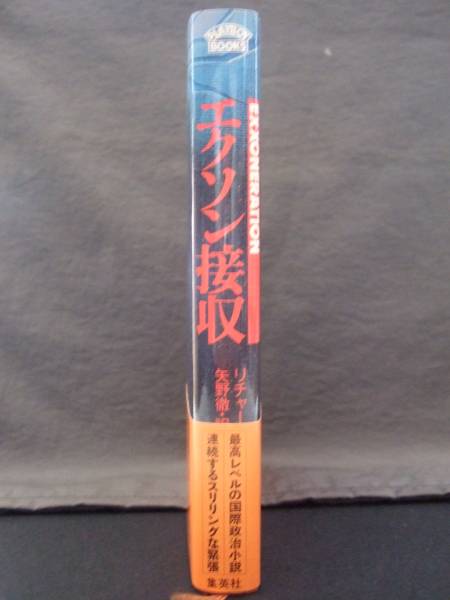 PLAYBOY
BOOKS
EXXONERATION
エクソン接収
リチャー
矢野徹・訳
最高レベルの国際政治小説
連続するスリリングな緊張
集英社